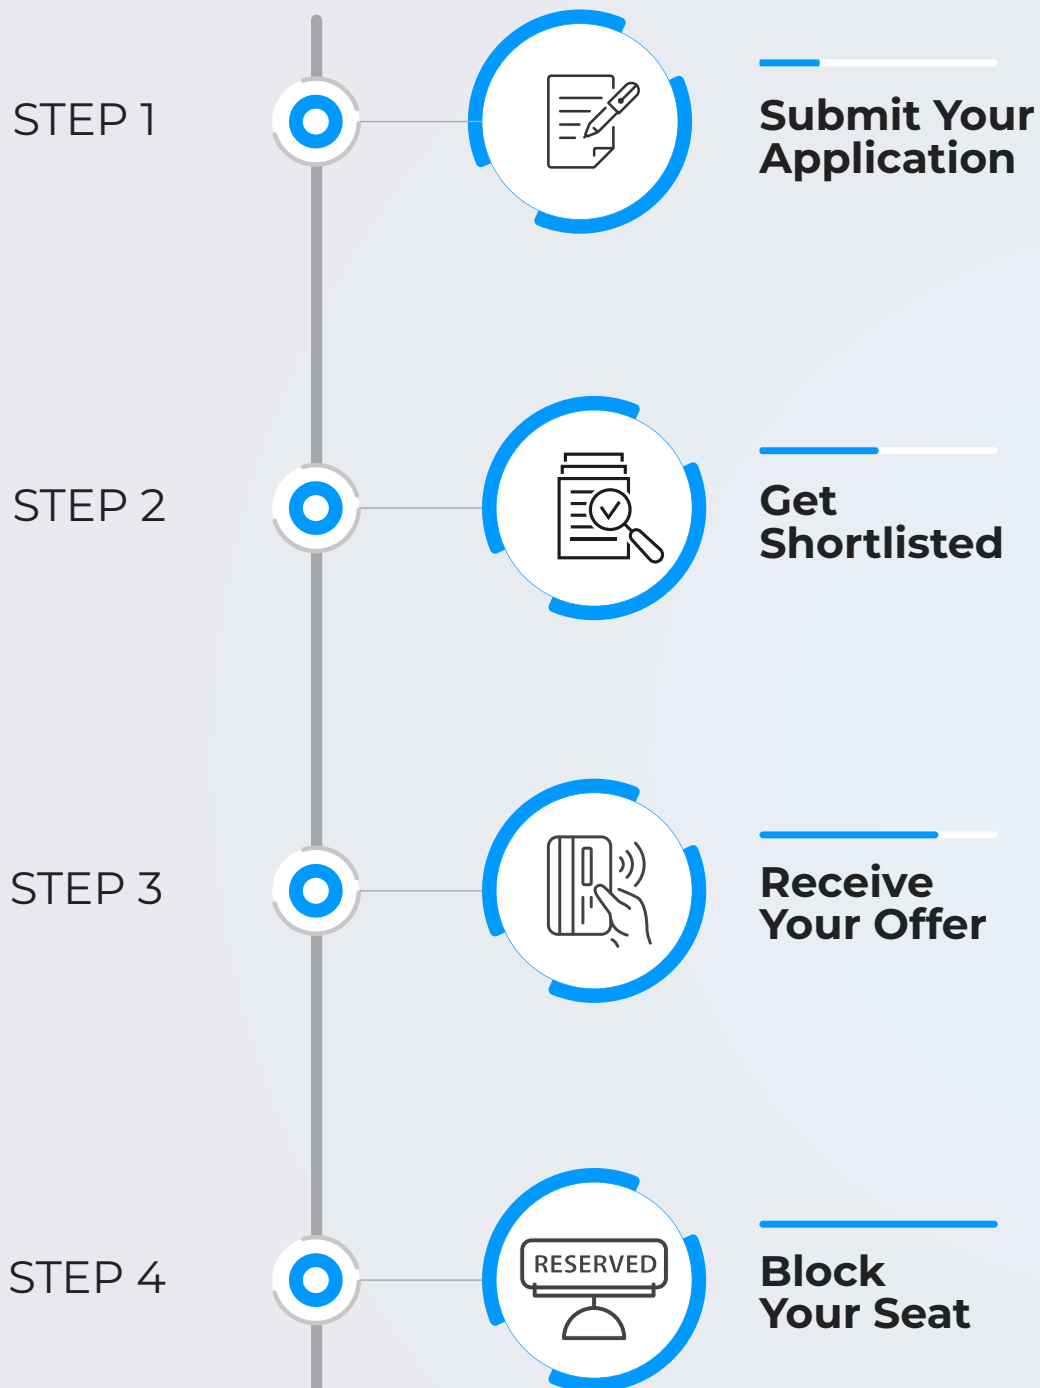 STEP 1
Submit Your
Application
STEP 2
Get
Shortlisted
STEP 3
Receive
Your Offer
STEP 4
RESERVED
Block
Your Seat